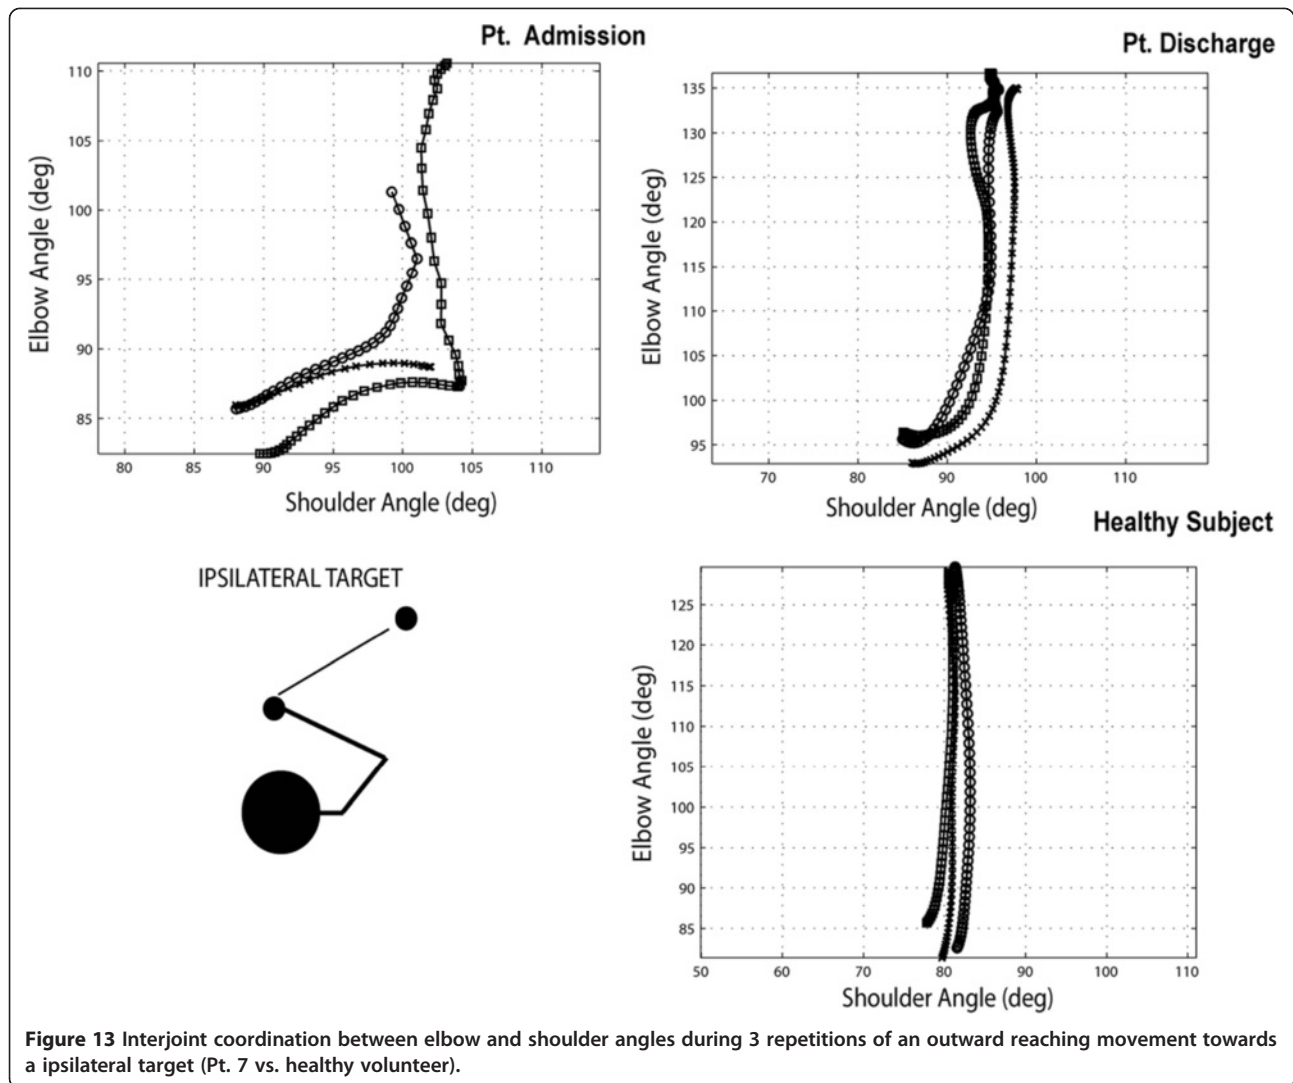 Pt. Admission
110
105
100
95
90
85
Elbow Angle (deg)
80 85 90 95 100 105 110
Shoulder Angle (deg)
Pt. Discharge
135
130
125
120
115
110
105
100
95
Elbow Angle (deg)
70 80 90 100 110
Shoulder Angle (deg)
IPSILATERAL TARGET
Healthy Subject
125
120
115
110
105
100
95
90
85
Elbow Angle (deg)
50 60 70 80 90 100 110
Shoulder Angle (deg)
Figure 13 Interjoint coordination between elbow and shoulder angles during 3 repetitions of an outward reaching movement towards
a ipsilateral target (Pt. 7 vs. healthy volunteer).